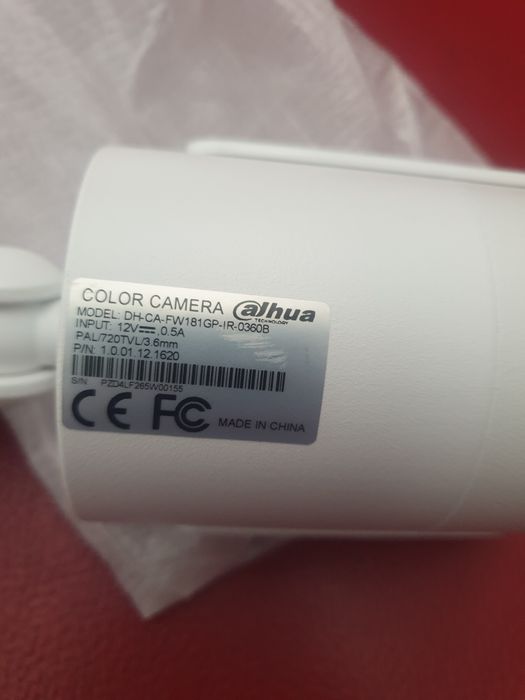 COLOR CAMERA alhua
TECHNOLOGY
MODEL: DH-CA-FW181GP-IR-0360B
INPUT: 12V⎓,0.5A
PAL/720TVL/3.6mm
P/N: 1.0.01.12.1620
S/N PZD4LF265W00155
CE FC MADE IN CHINA